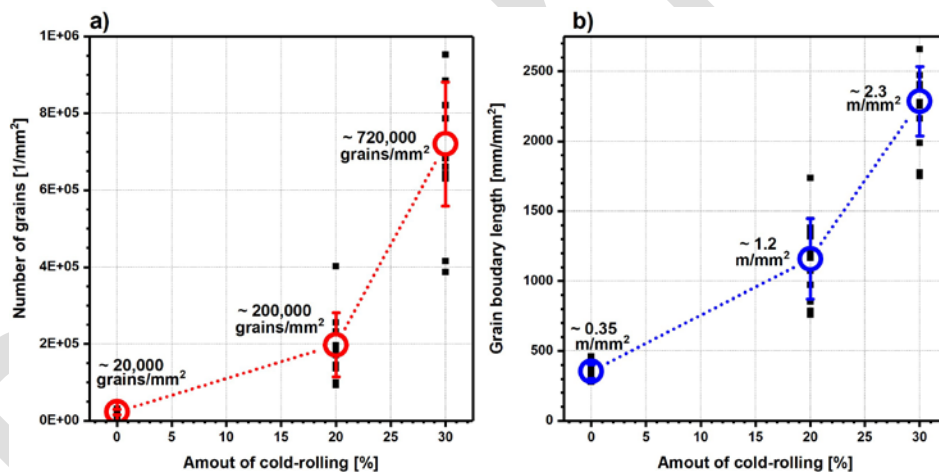 a)
Number of grains [1/mm²]
1E+06
8E+05
6E+05
4E+05
2E+05
0E+00
~ 720,000
grains/mm²
~ 200,000
grains/mm²
~ 20,000
grains/mm²
0 5 10 15 20 25 30
Amout of cold-rolling [%]
b)
Grain boudary length [mm/mm²]
2500
2000
1500
1000
500
0
~ 2.3
m/mm²
~ 1.2
m/mm²
~ 0.35
m/mm²
0 5 10 15 20 25 30
Amout of cold-rolling [%]